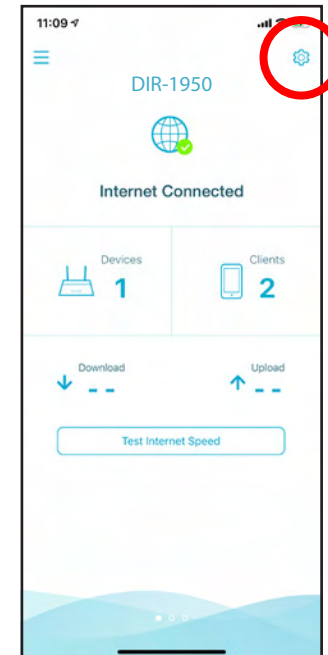 11:09
DIR-1950
Internet Connected
Devices
1
Clients
2
Download
- -
Upload
- -
Test Internet Speed